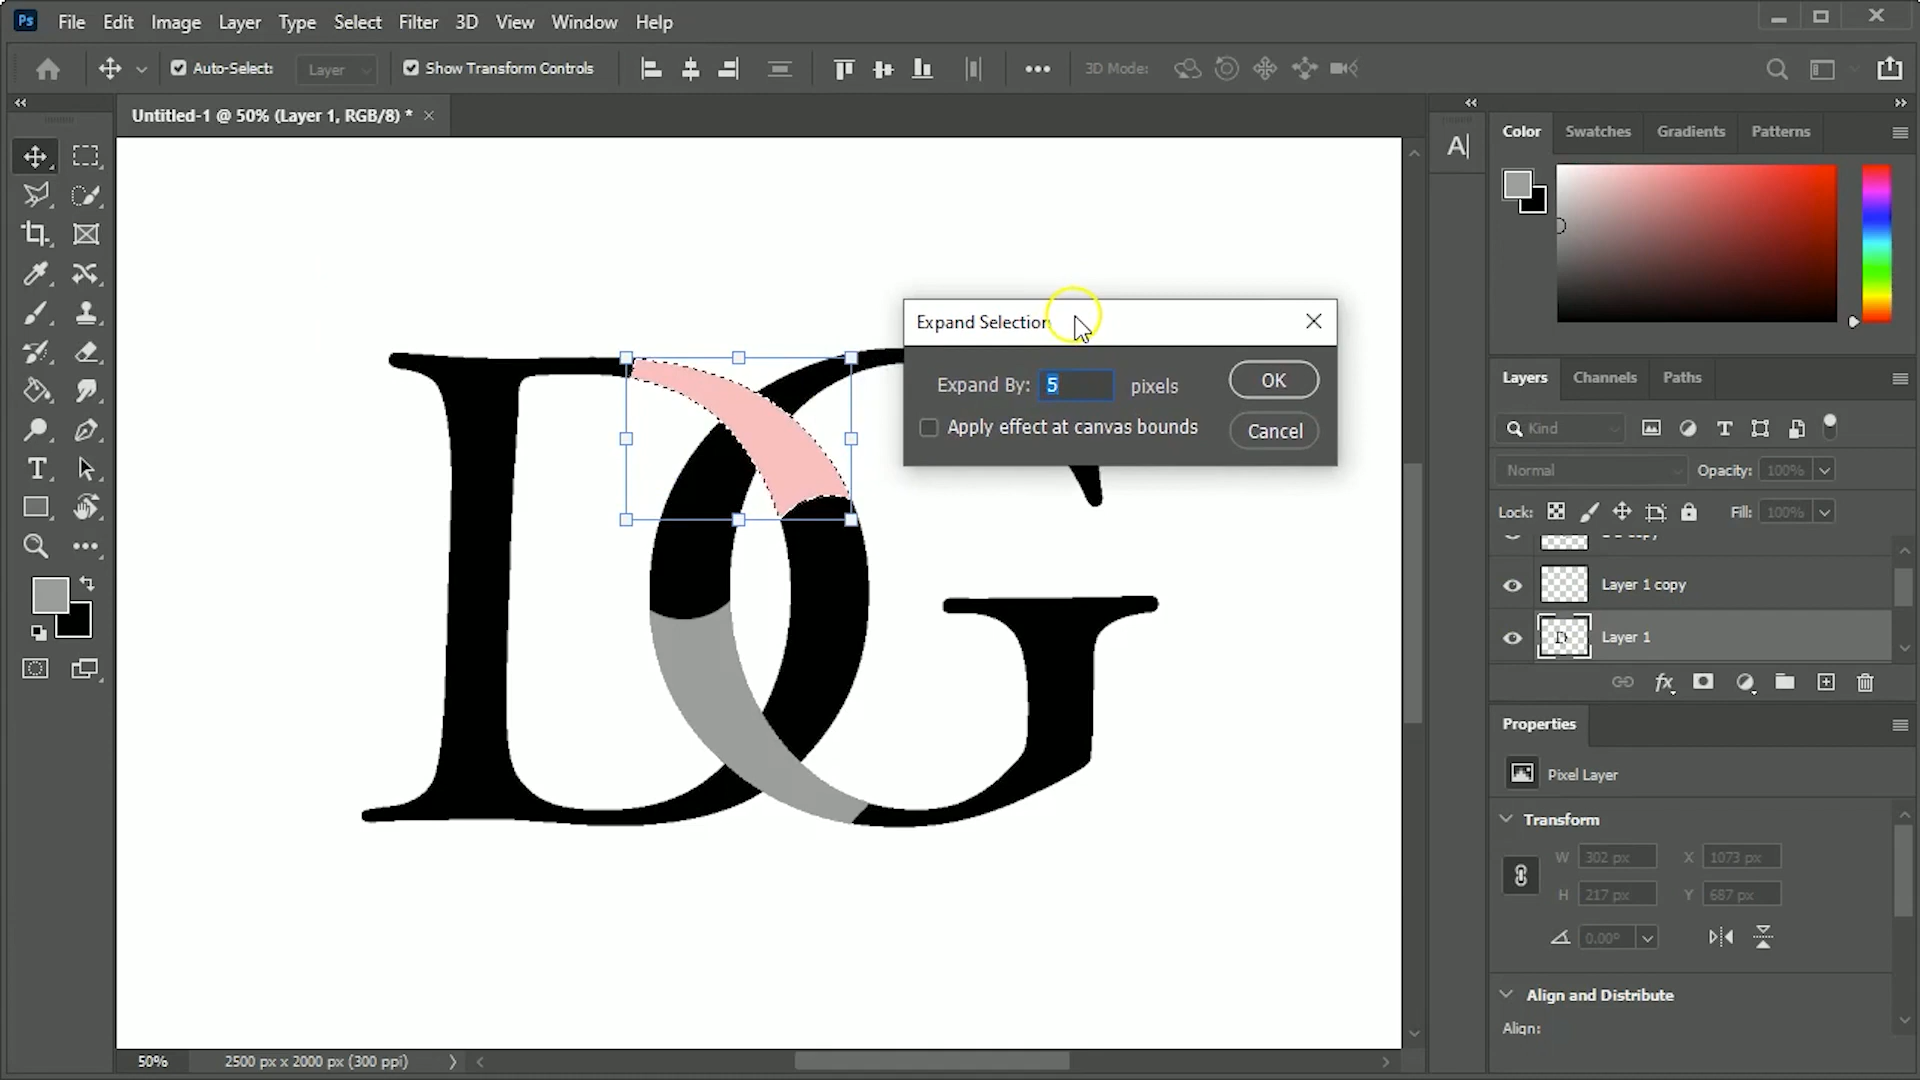 Ps File Edit Image Layer Type Select Filter 3D View Window Help
Auto-Select: Layer Show Transform Controls 3D Mode:
Untitled-1 @ 50% (Layer 1, RGB/8) *
DG
Expand Selection
Expand By: 5 pixels OK
Apply effect at canvas bounds Cancel
50% 2500 px x 2000 px (300 ppi)
A
Color Swatches Gradients Patterns
Layers Channels Paths
Kind
Normal Opacity: 100%
Lock: Fill: 100%
Layer 1 copy
Layer 1
fx
Properties
Pixel Layer
Transform
W 302 px X 1073 px
H 217 px Y 687 px
0.00°
Align and Distribute
Align: